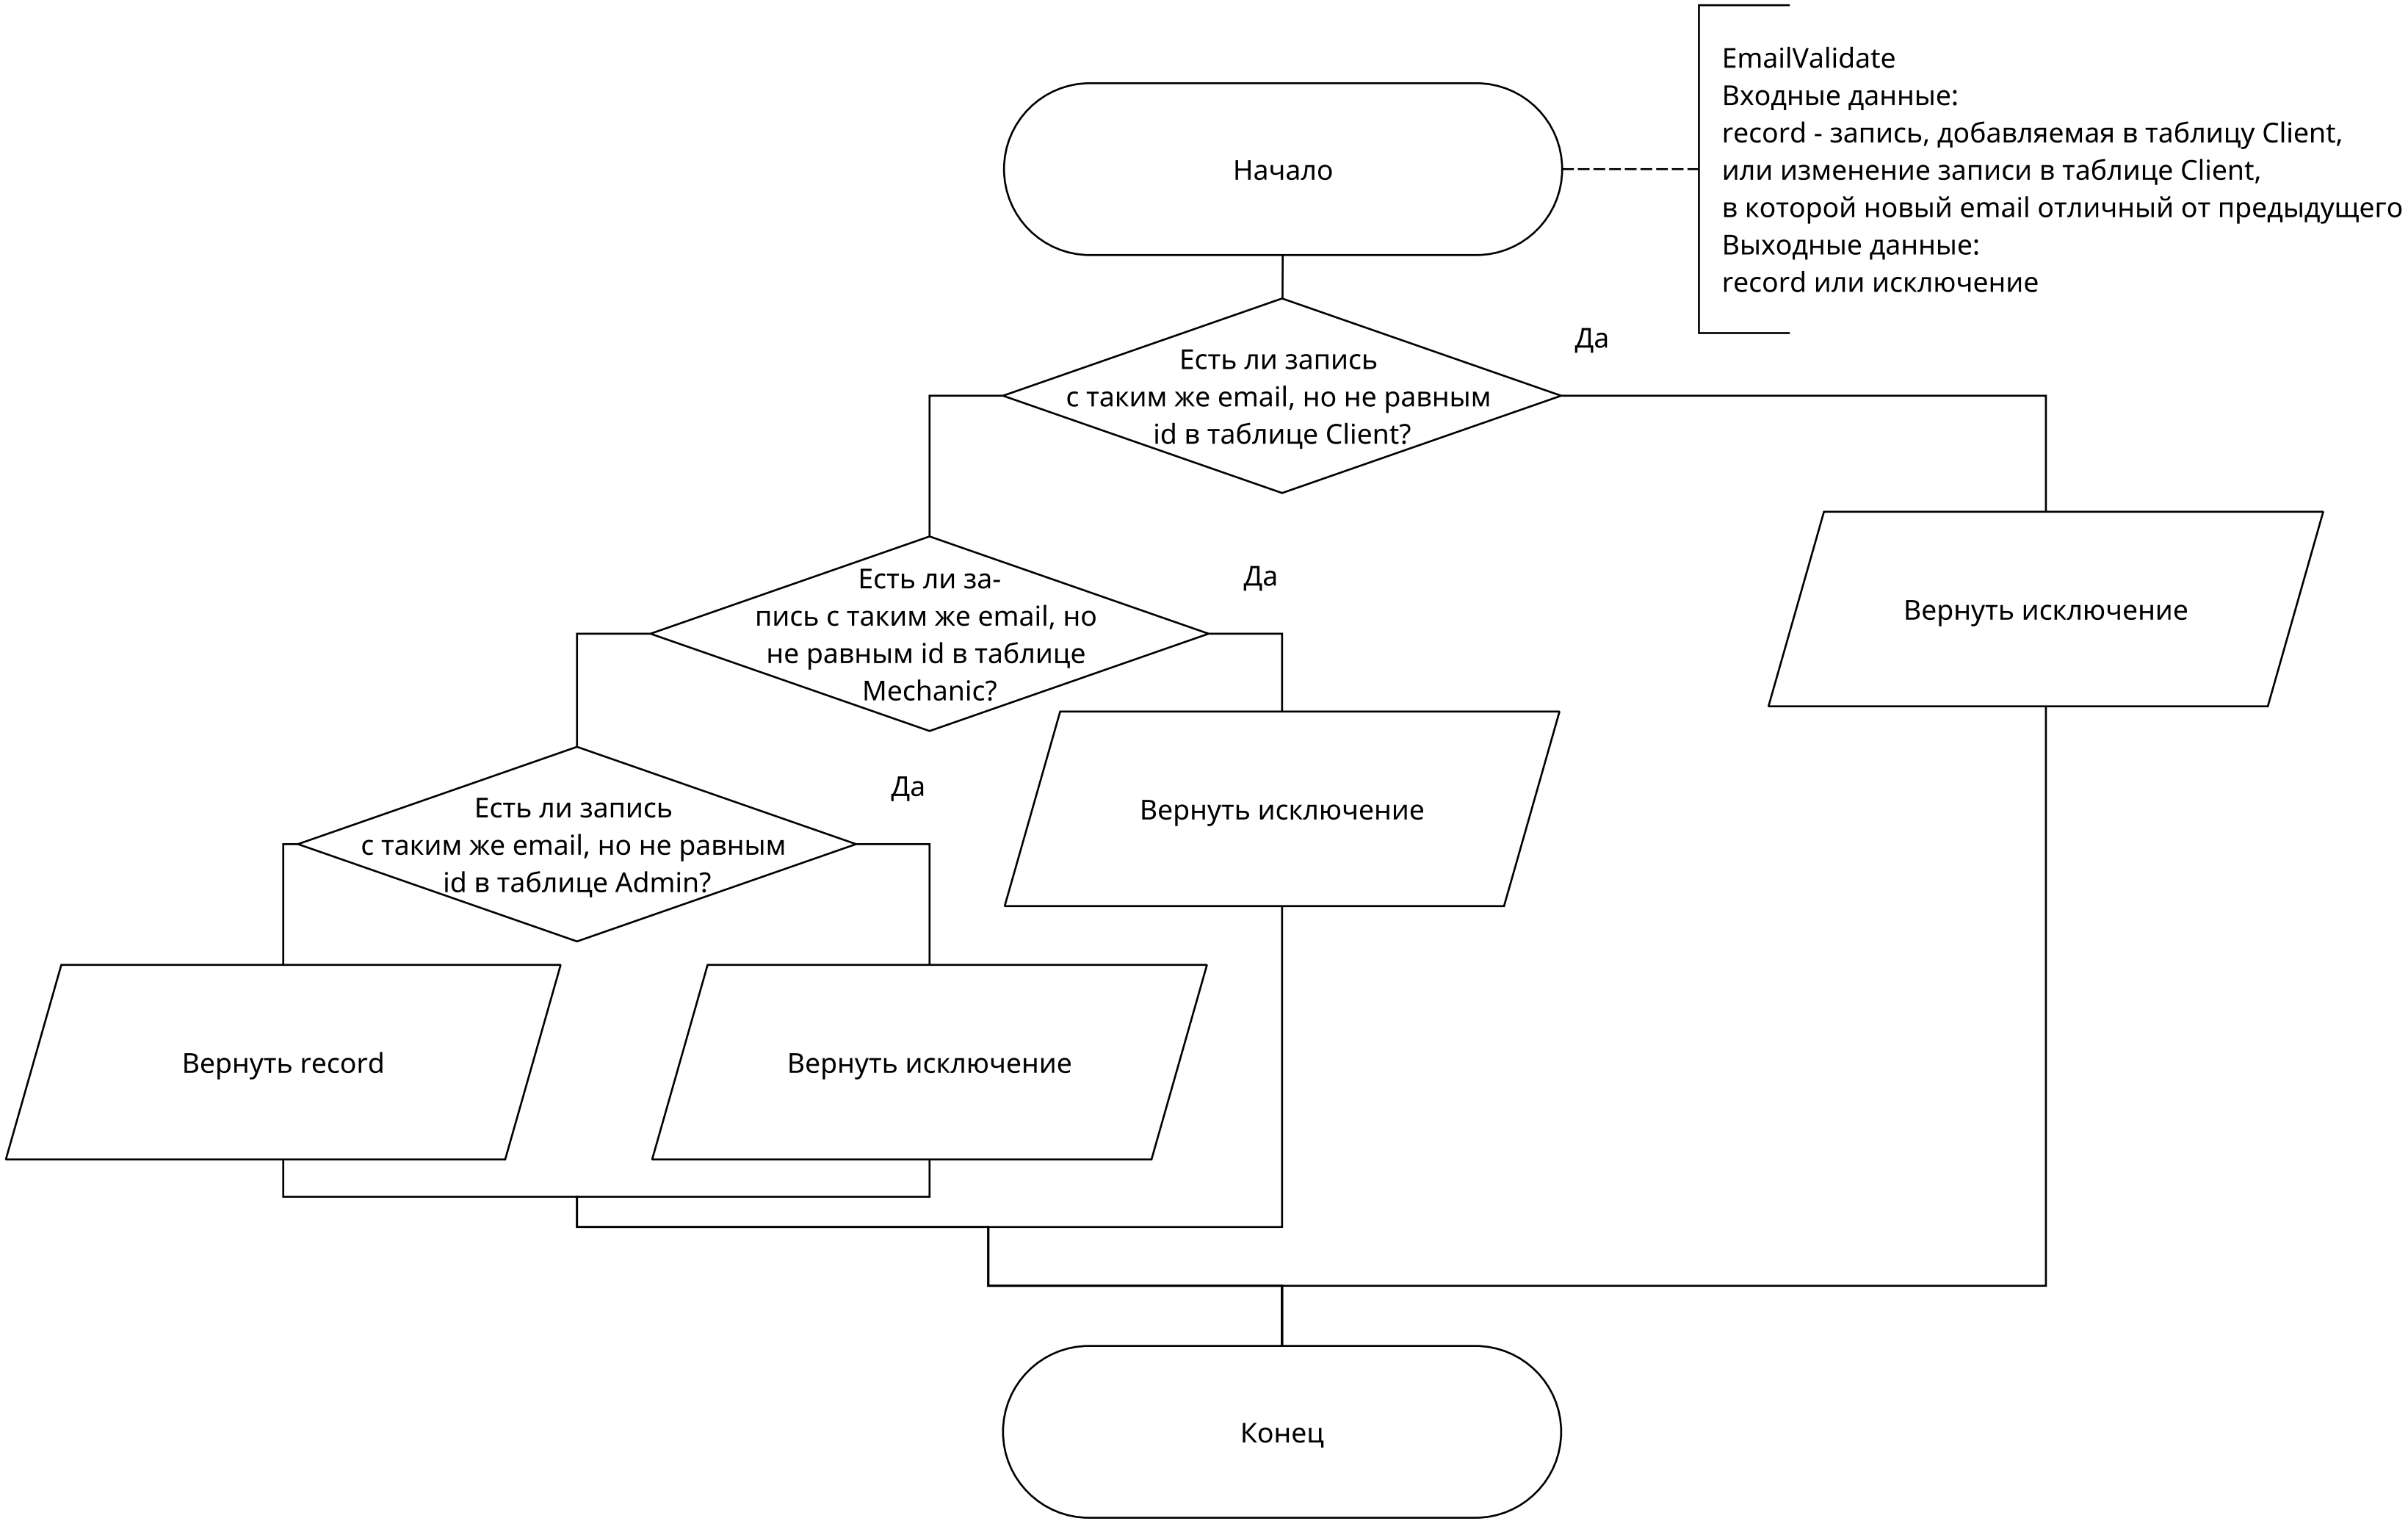 EmailValidate
Входные данные:
record - запись, добавляемая в таблицу Client,
или изменение записи в таблице Client,
в которой новый email отличный от предыдущего
Выходные данные:
record или исключение
Начало
Да
Есть ли запись
с таким же email, но не равным
id в таблице Client?
Да
Есть ли за-
пись с таким же email, но
не равным id в таблице
Mechanic?
Вернуть исключение
Да
Есть ли запись
с таким же email, но не равным
id в таблице Admin?
Вернуть исключение
Вернуть record
Вернуть исключение
Конец